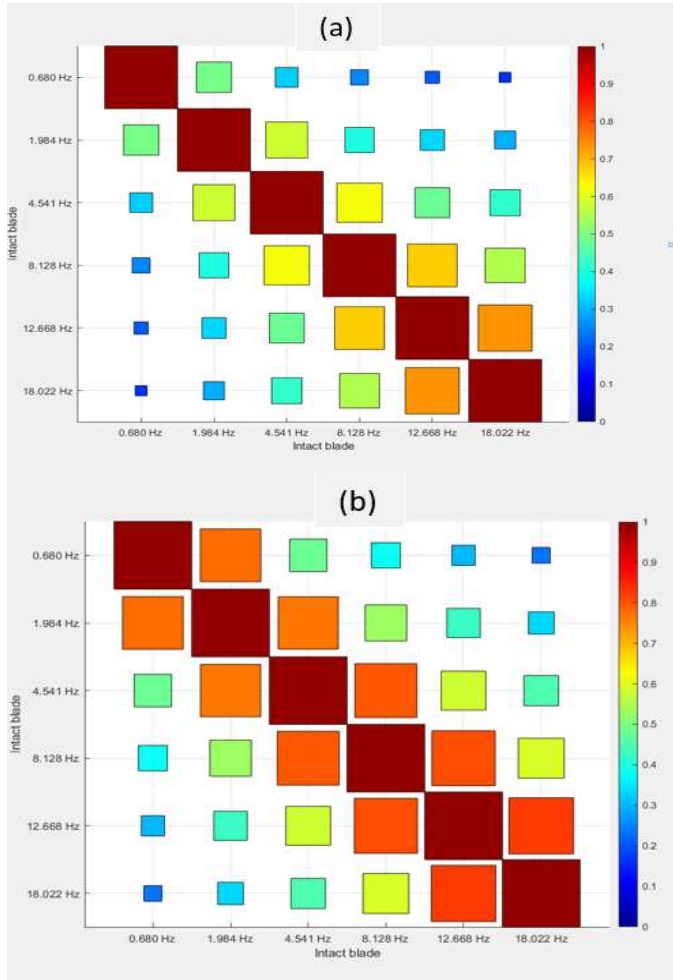 (a)
1
0.680 Hz
0.9
1.984 Hz
0.8
0.7
4.541 Hz
0.6
Intact blade
0.5
8.128 Hz
0.4
0.3
12.668 Hz
0.2
18.022 Hz
0.1
0
0.680 Hz 1.984 Hz 4.541 Hz 8.128 Hz 12.668 Hz 18.022 Hz
Intact blade
(b)
1
0.680 Hz
0.9
1.984 Hz
0.8
0.7
4.541 Hz
0.6
Intact blade
0.5
8.128 Hz
0.4
0.3
12.668 Hz
0.2
18.022 Hz
0.1
0
0.680 Hz 1.984 Hz 4.541 Hz 8.128 Hz 12.668 Hz 18.022 Hz
Intact blade